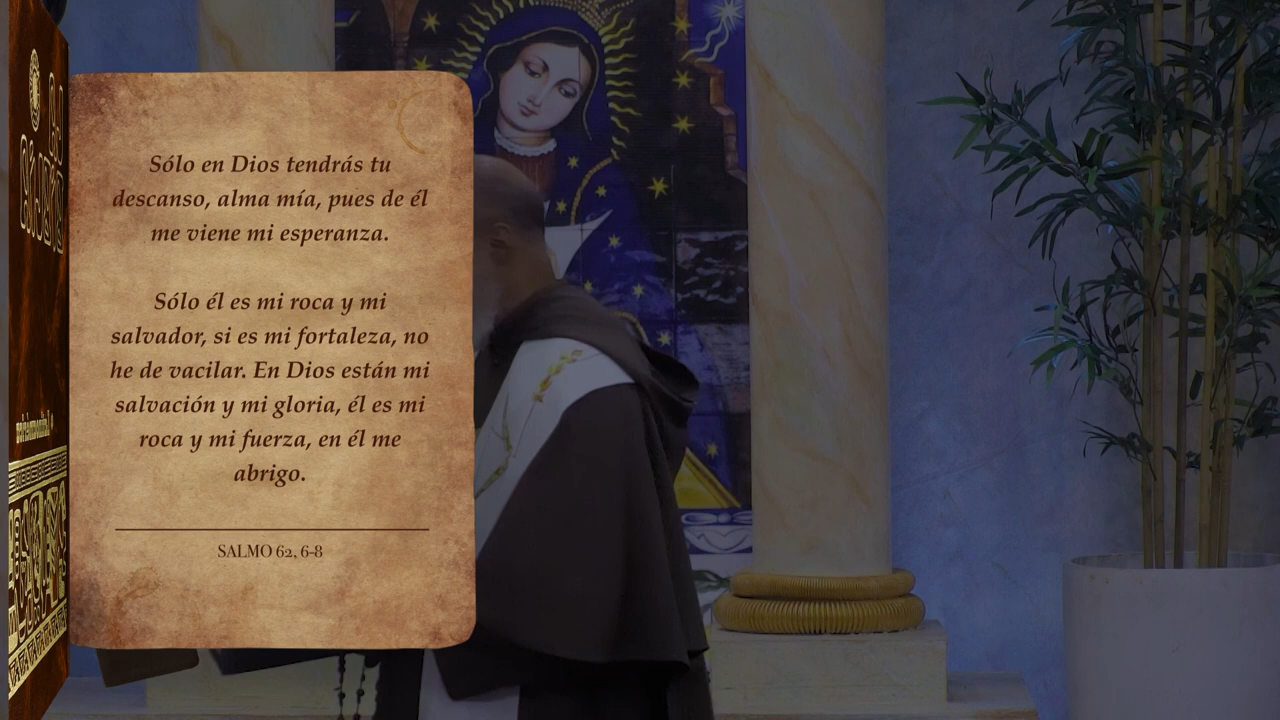 Sólo en Dios tendrás tu
descanso, alma mía, pues de él
me viene mi esperanza.
Sólo él es mi roca y mi
salvador, si es mi fortaleza, no
he de vacilar. En Dios están mi
salvación y mi gloria, él es mi
roca y mi fuerza, en él me
abrigo.
SALMO 62, 6-8